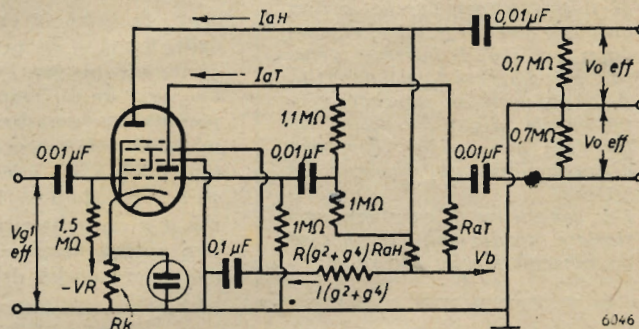 IaH
0,01µF
IaT
0,7MΩ
Vo eff
1,1MΩ
0,01µF
0,01µF
0,7MΩ
Vo eff
0,01µF
1MΩ
1MΩ
RaT
Vg1
eff
1,5
MΩ
0,1µF
R(g2+g4)
RaH
Vb
-VR
I(g2+g4)
Rk
6046